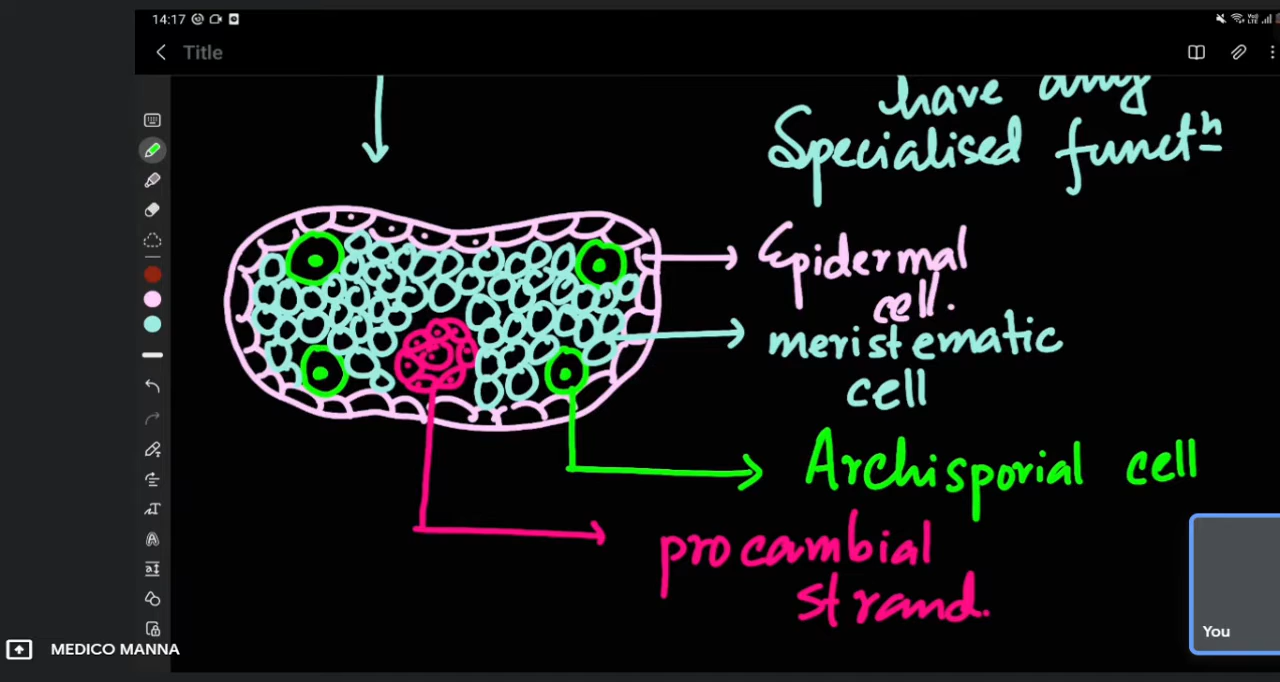 14:17
Title
have any
Specialised functⁿ
Epidermal
cell.
meristematic
cell
Archisporial cell
procambial
strand.
You
MEDICO MANNA